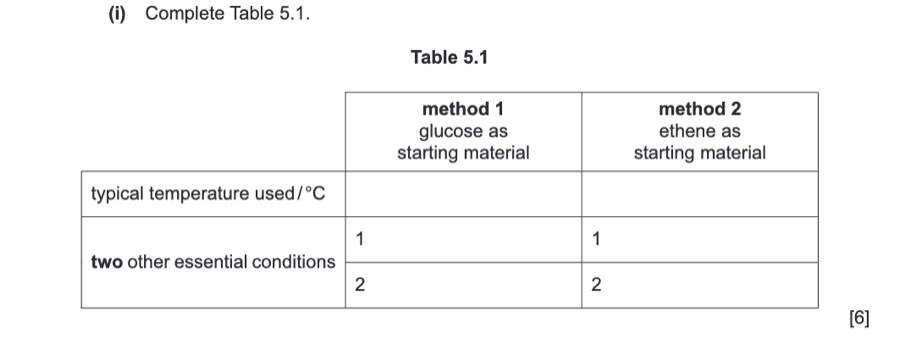 (i) Complete Table 5.1.
Table 5.1
method 1
glucose as
starting material
method 2
ethene as
starting material
typical temperature used / °C
two other essential conditions
1
1
2
2
[6]